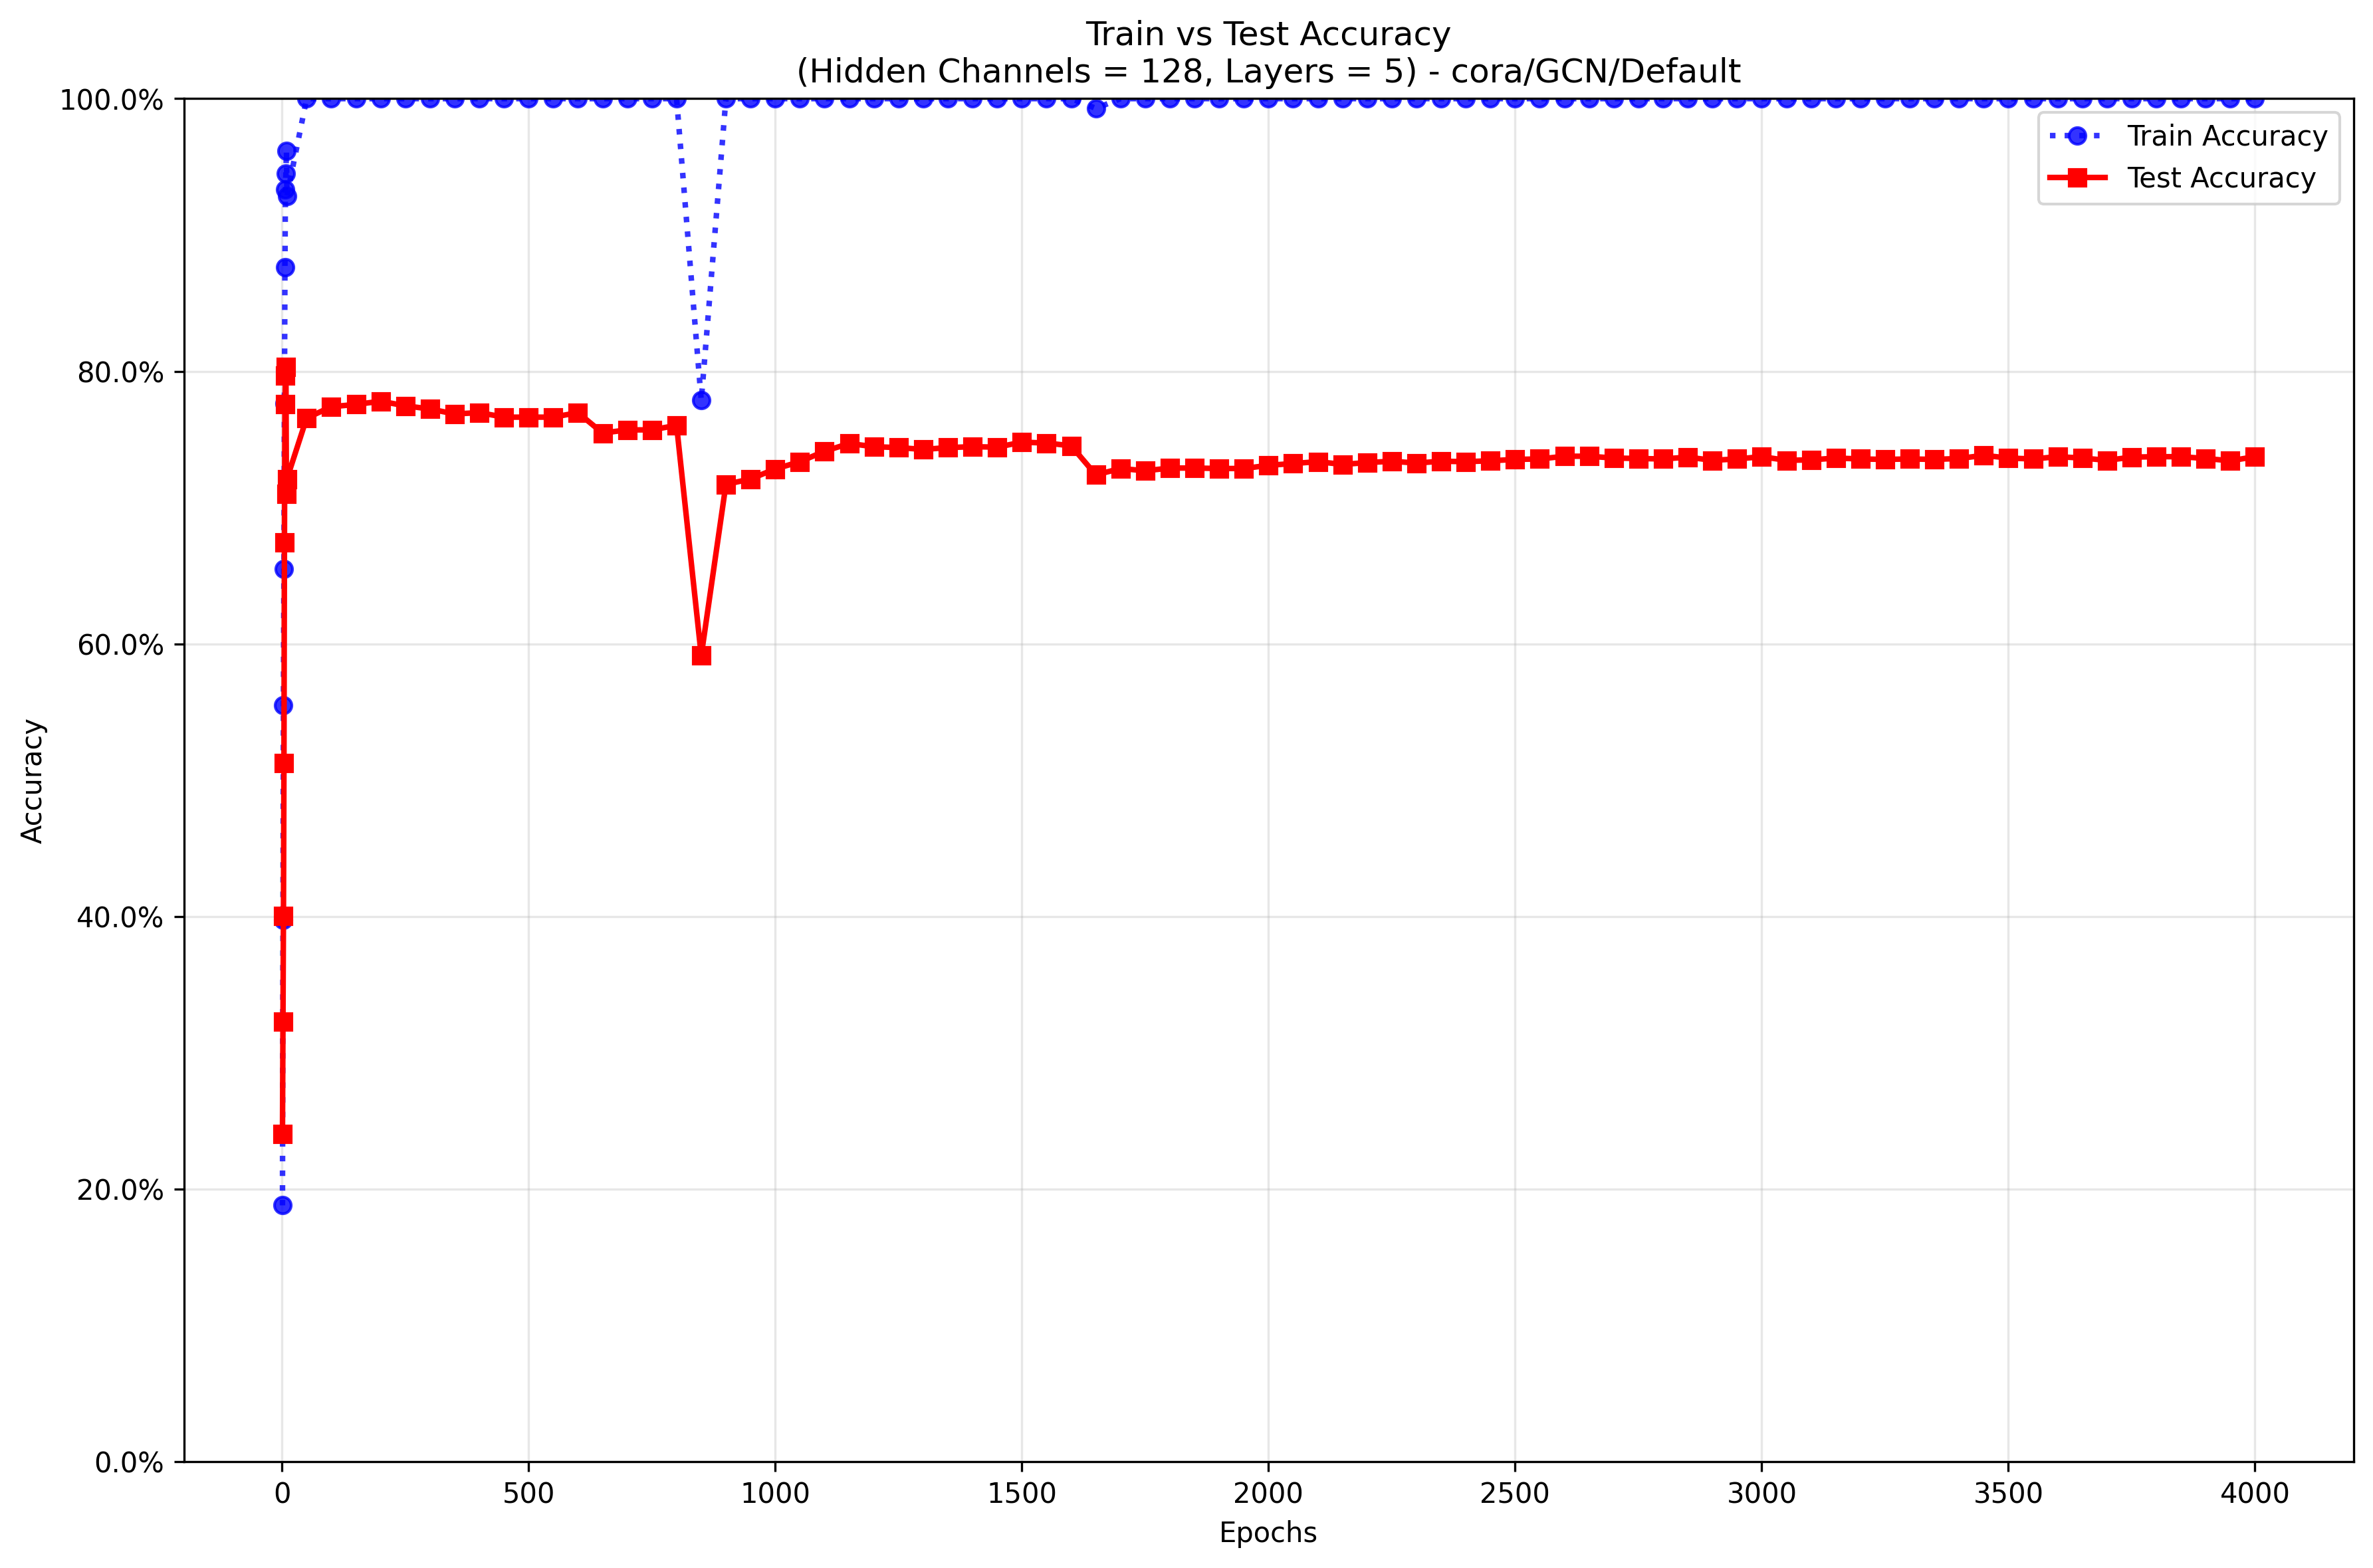 Train vs Test Accuracy
(Hidden Channels = 128, Layers = 5) - cora/GCN/Default
100.0%
80.0%
60.0%
40.0%
20.0%
0.0%
Accuracy
Train Accuracy
Test Accuracy
0 500 1000 1500 2000 2500 3000 3500 4000
Epochs